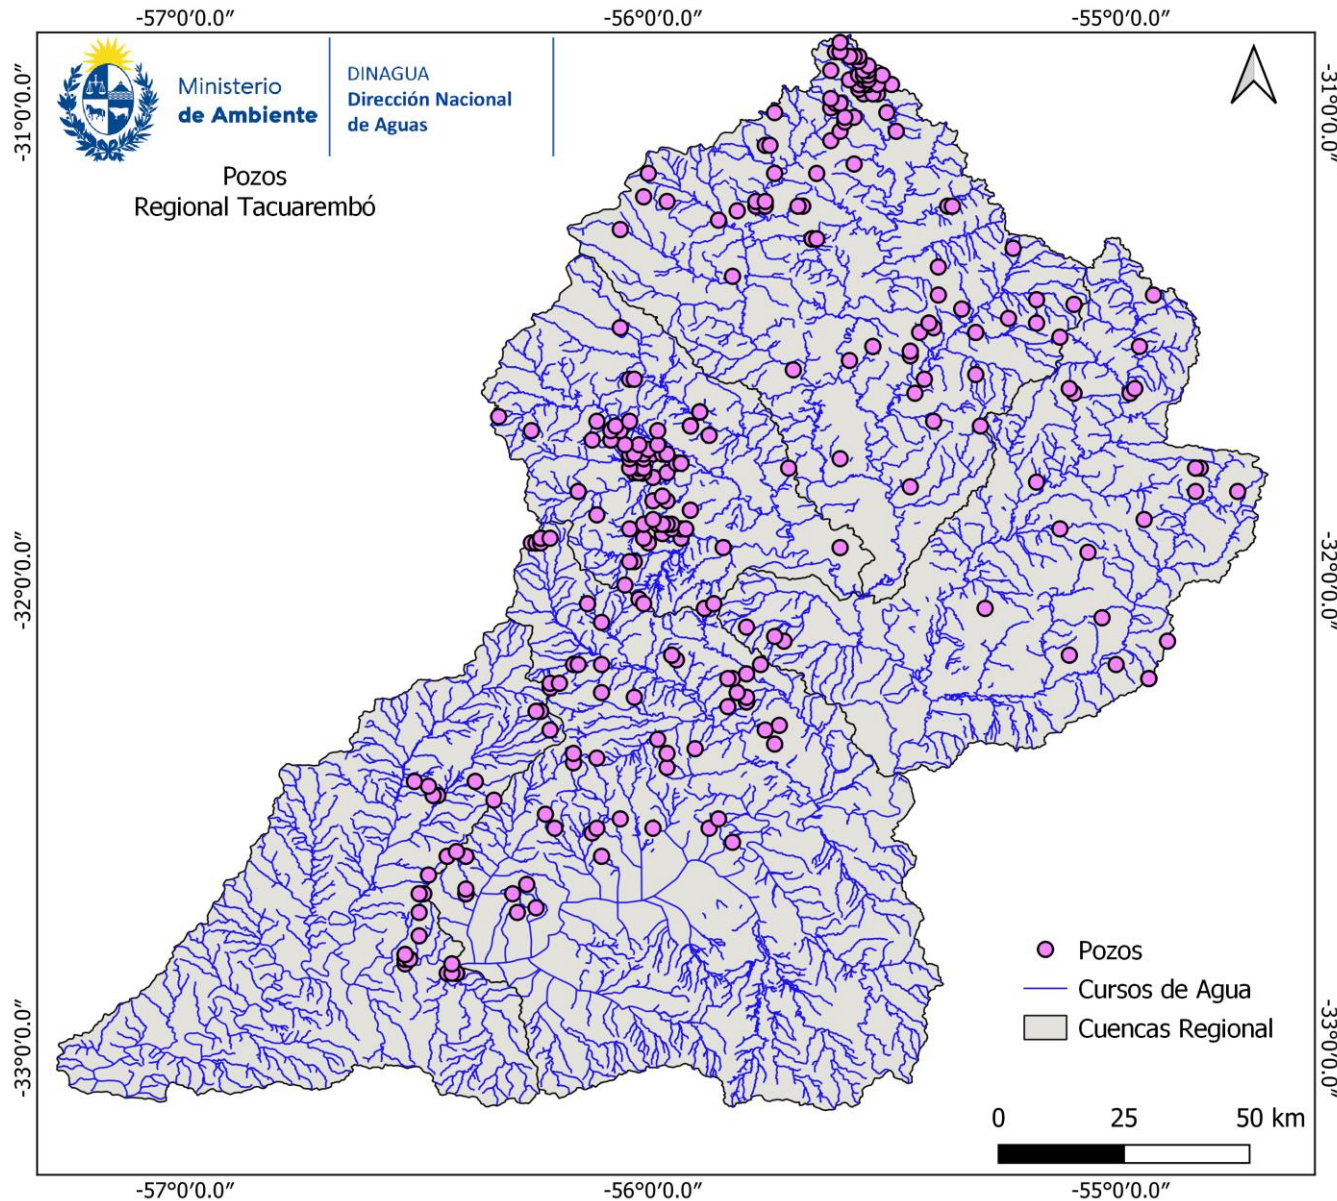 -57°0'0.0"
-56°0'0.0"
-55°0'0.0"
-31°0'0.0"
-31°0'0.0"
Ministerio
de Ambiente
DINAGUA
Dirección Nacional
de Aguas
Pozos
Regional Tacuarembó
-32°0'0.0"
-32°0'0.0"
Pozos
Cursos de Agua
Cuencas Regional
-33°0'0.0"
-33°0'0.0"
0 25 50 km
-57°0'0.0"
-56°0'0.0"
-55°0'0.0"